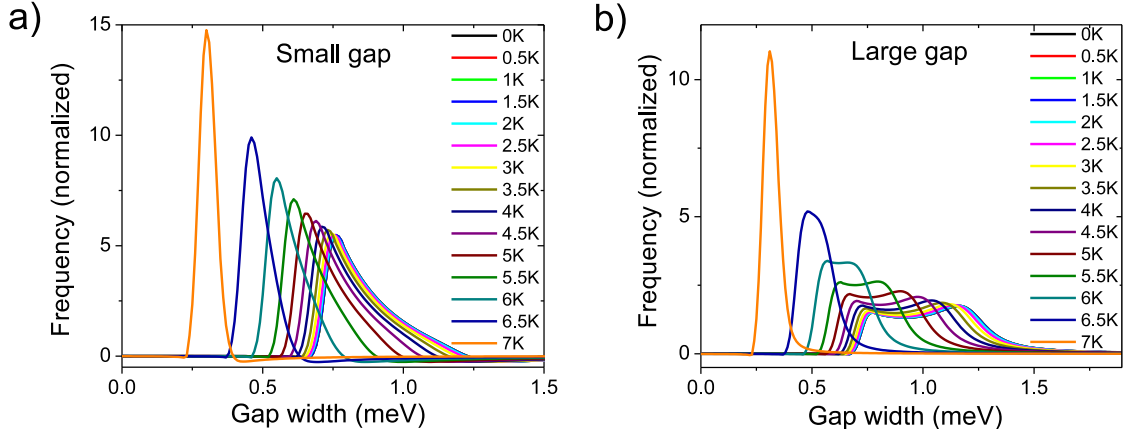 a)
Small gap
Frequency (normalized)
15
10
5
0
0.0
0.5
1.0
1.5
Gap width (meV)
0K
0.5K
1K
1.5K
2K
2.5K
3K
3.5K
4K
4.5K
5K
5.5K
6K
6.5K
7K
b)
Large gap
Frequency (normalized)
10
5
0
0.0
0.5
1.0
1.5
Gap width (meV)
0K
0.5K
1K
1.5K
2K
2.5K
3K
3.5K
4K
4.5K
5K
5.5K
6K
6.5K
7K